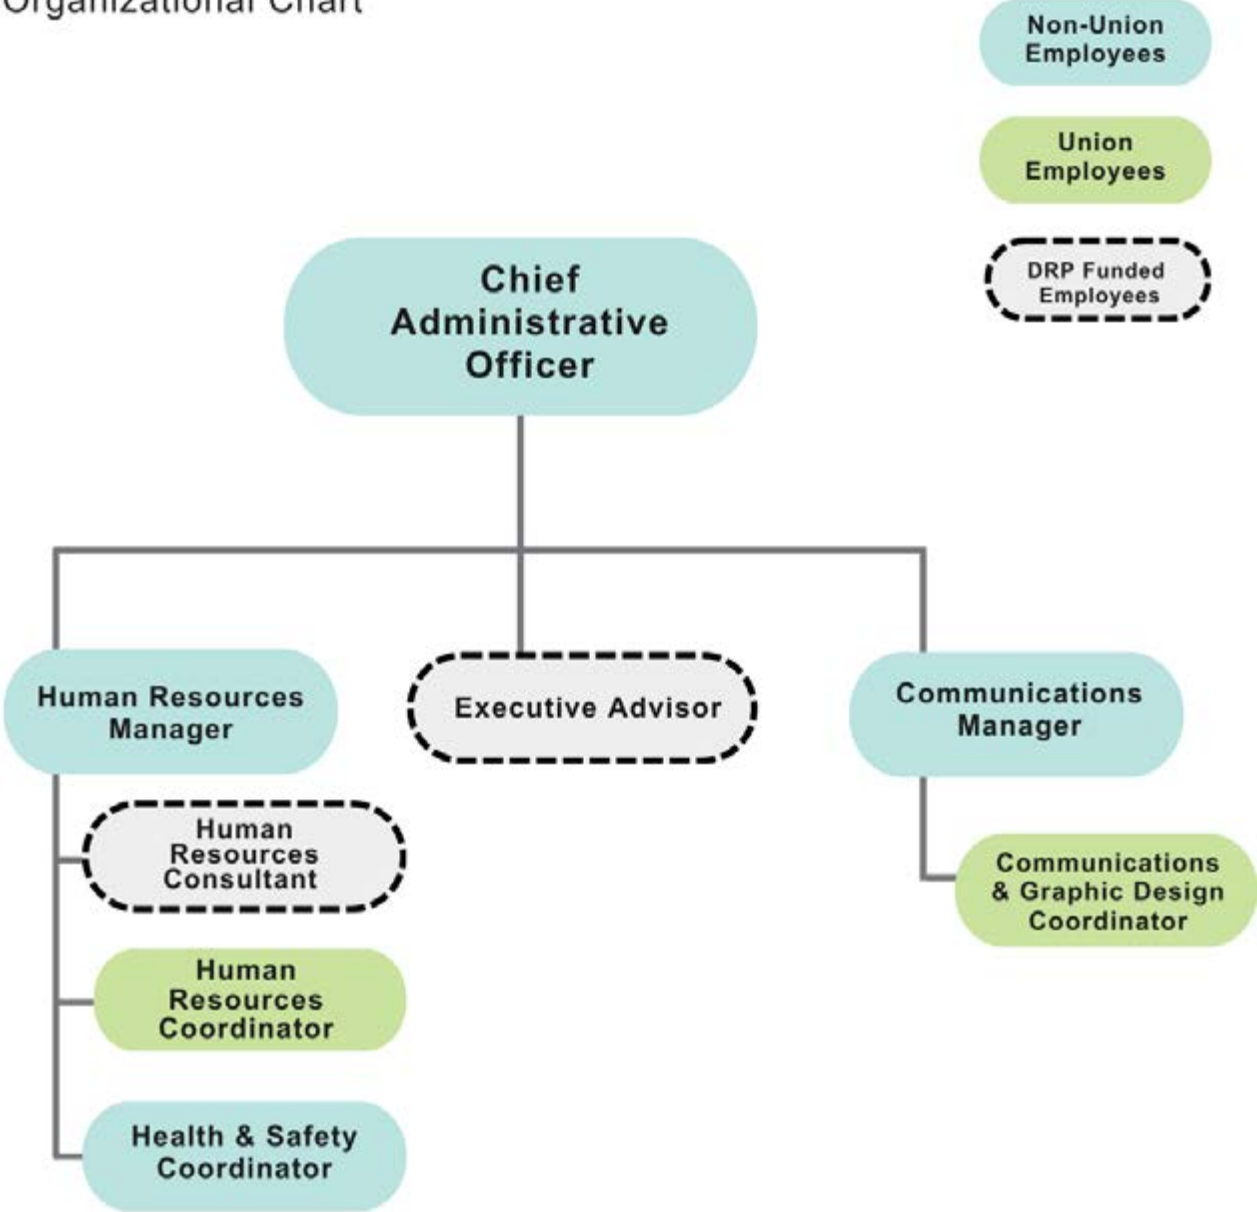 Organizational Chart
Non-Union
Employees
Union
Employees
DRP Funded
Employees
Chief
Administrative
Officer
Human Resources
Manager
Executive Advisor
Communications
Manager
Human
Resources
Consultant
Communications
& Graphic Design
Coordinator
Human
Resources
Coordinator
Health & Safety
Coordinator